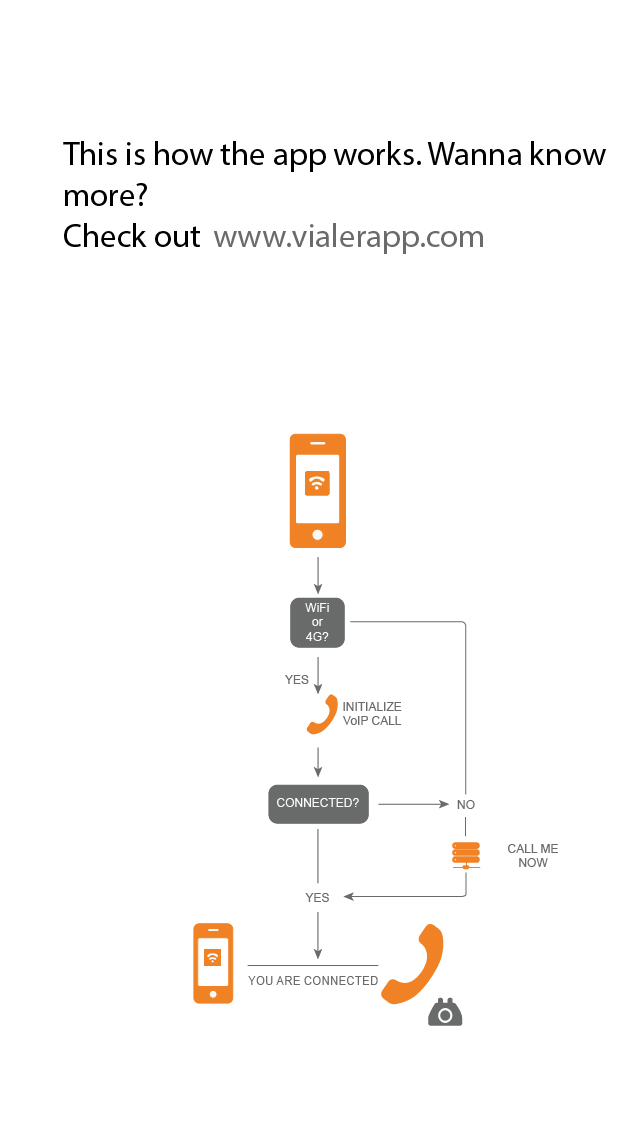 This is how the app works. Wanna know
more?
Check out www.vialerapp.com
WiFi
or
4G?
YES
INITIALIZE
VoIP CALL
CONNECTED?
NO
CALL ME
NOW
YES
YOU ARE CONNECTED